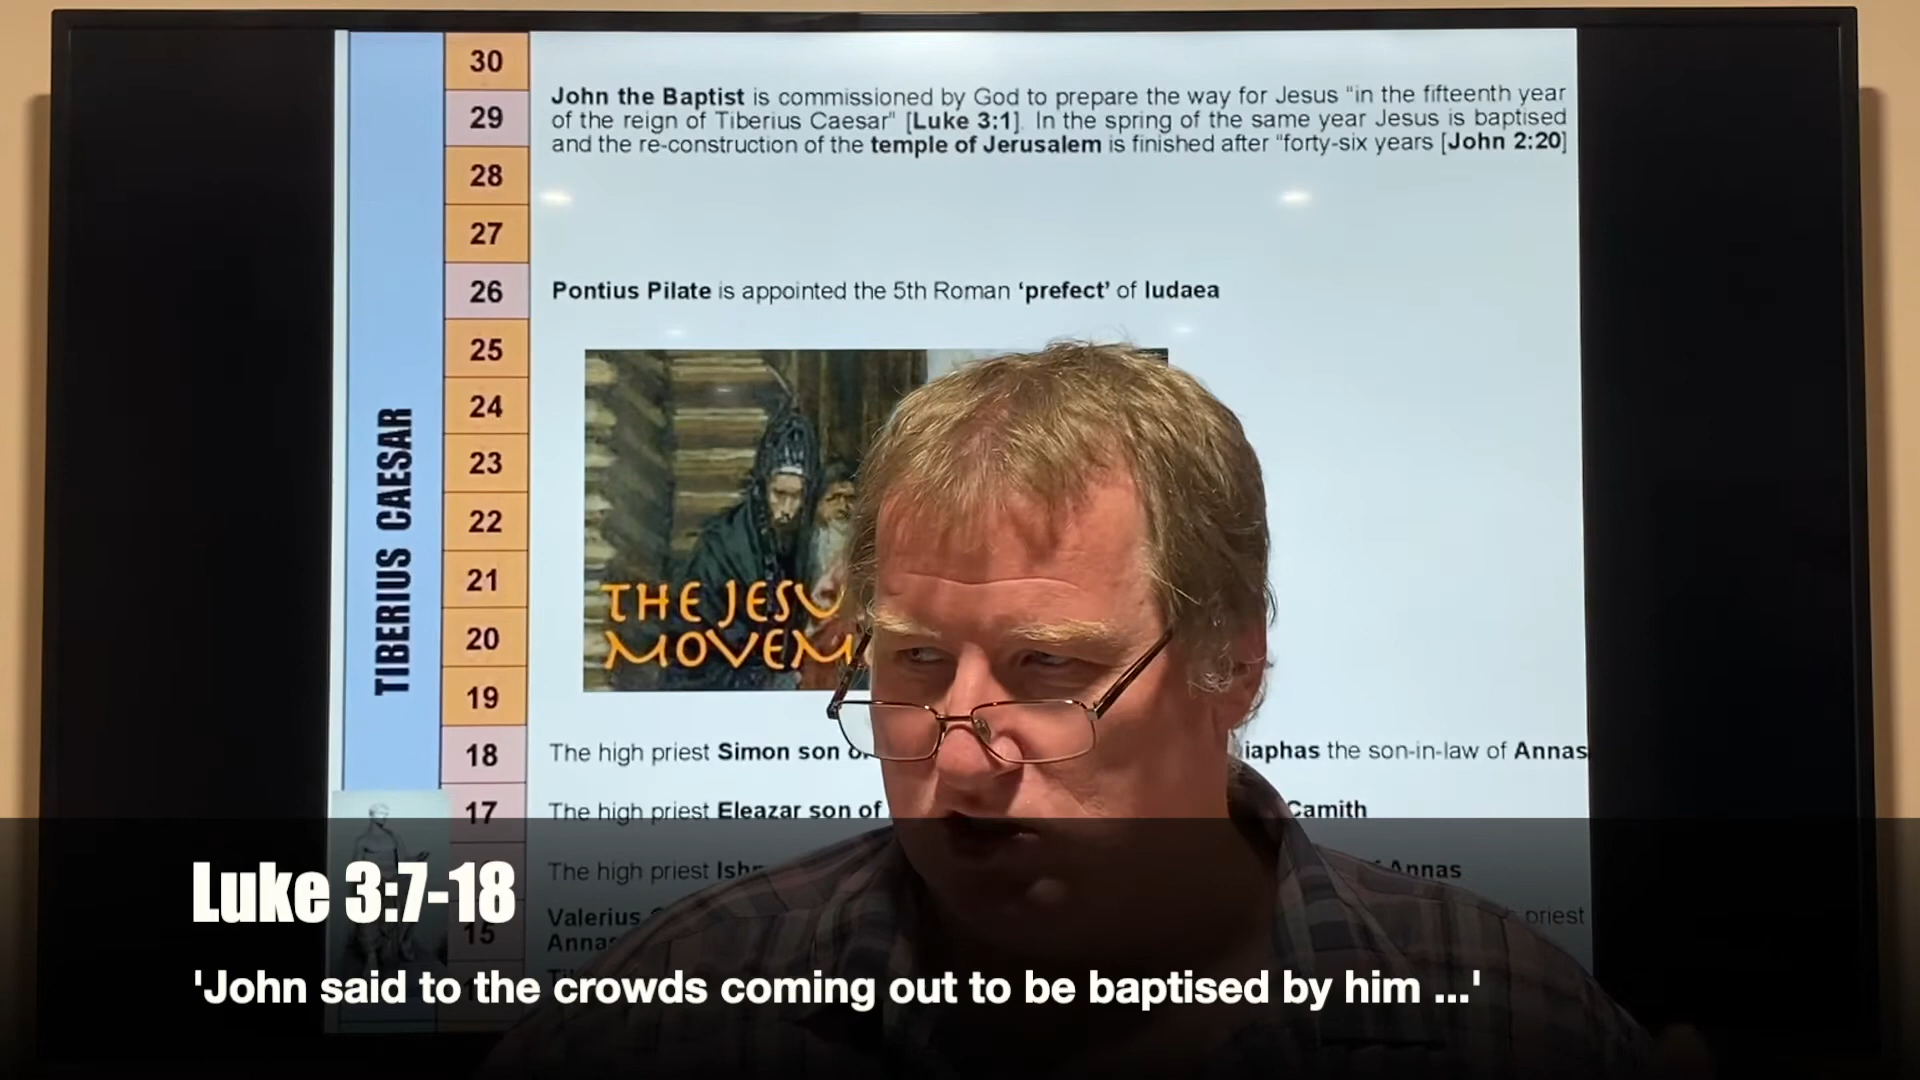 30
John the Baptist is commissioned by God to prepare the way for Jesus "in the fifteenth year
29
of the reign of Tiberius Caesar" [Luke 3:1]. In the spring of the same year Jesus is baptised
and the re-construction of the temple of Jerusalem is finished after "forty-six years [John 2:20]
28
27
26
Pontius Pilate is appointed the 5th Roman 'prefect' of Iudaea
25
24
23
22
21
20
19
TIBERIUS CAESAR
THE JESU
MOVEM
18
The high priest Simon son of iaphas the son-in-law of Annas
17
The high priest Eleazar son of Camith
The high priest Ish Annas
Valerius priest
15
Annas
Luke 3:7-18
'John said to the crowds coming out to be baptised by him ...'